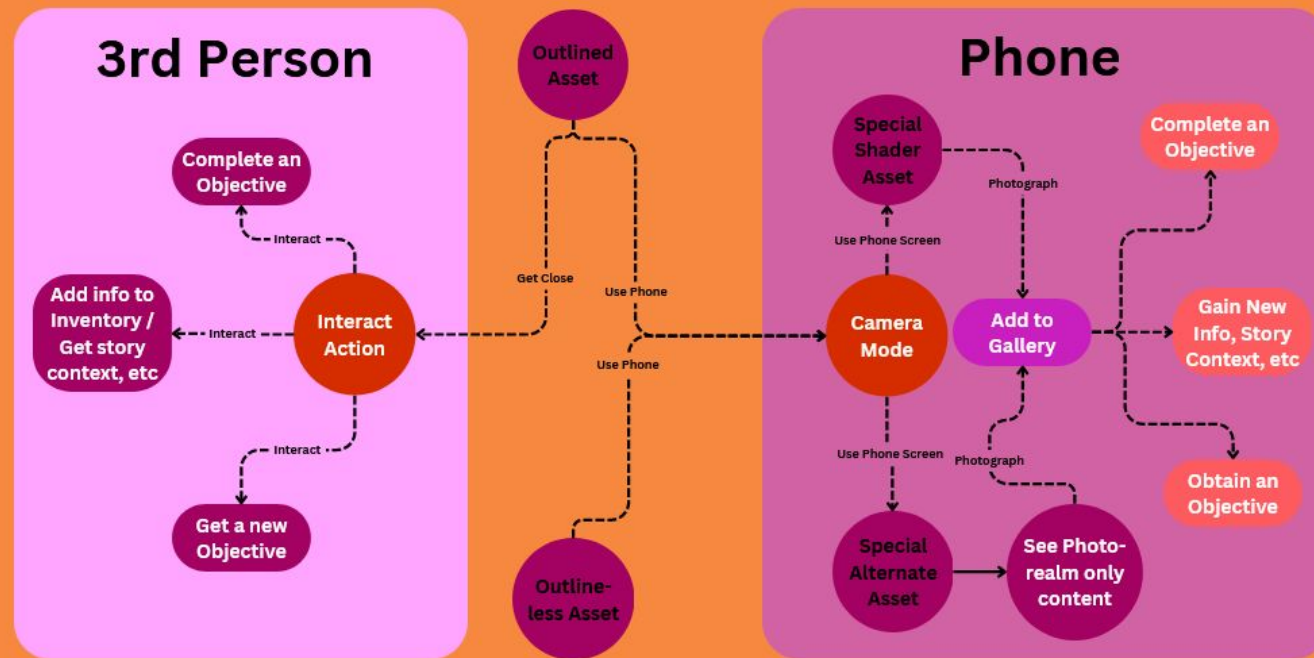 3rd Person
Complete an
Objective
Interact
Add info to
Inventory /
Get story
context, etc
Interact
Interact
Action
Interact
Get a new
Objective
Outlined
Asset
Get Close
Use Phone
Use Phone
Outline-
less Asset
Phone
Special
Shader
Asset
Photograph
Complete an
Objective
Use Phone Screen
Camera
Mode
Add to
Gallery
Gain New
Info, Story
Context, etc
Use Phone Screen
Photograph
Obtain an
Objective
Special
Alternate
Asset
See Photo-
realm only
content